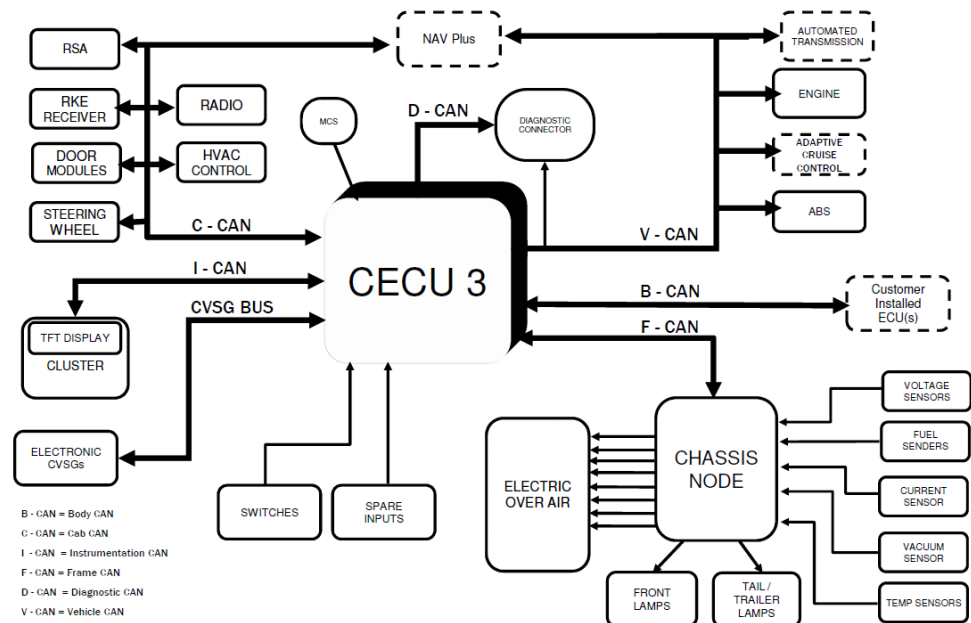 RSA
NAV Plus
AUTOMATED
TRANSMISSION
RKE
RECEIVER
RADIO
MCS
D - CAN
DIAGNOSTIC
CONNECTOR
ENGINE
DOOR
MODULES
HVAC
CONTROL
ADAPTIVE
CRUISE
CONTROL
STEERING
WHEEL
C - CAN
V - CAN
ABS
I - CAN
CECU 3
B - CAN
Customer
Installed
ECU(s)
CVSG BUS
F - CAN
TFT DISPLAY
CLUSTER
VOLTAGE
SENSORS
FUEL
SENDERS
ELECTRONIC
CVSGs
ELECTRIC
OVER AIR
CHASSIS
NODE
CURRENT
SENSOR
SWITCHES
SPARE
INPUTS
VACUUM
SENSOR
FRONT
LAMPS
TAIL /
TRAILER
LAMPS
TEMP SENSORS
B - CAN = Body CAN
C - CAN = Cab CAN
I - CAN = Instrumentation CAN
F - CAN = Frame CAN
D - CAN = Diagnostic CAN
V - CAN = Vehicle CAN